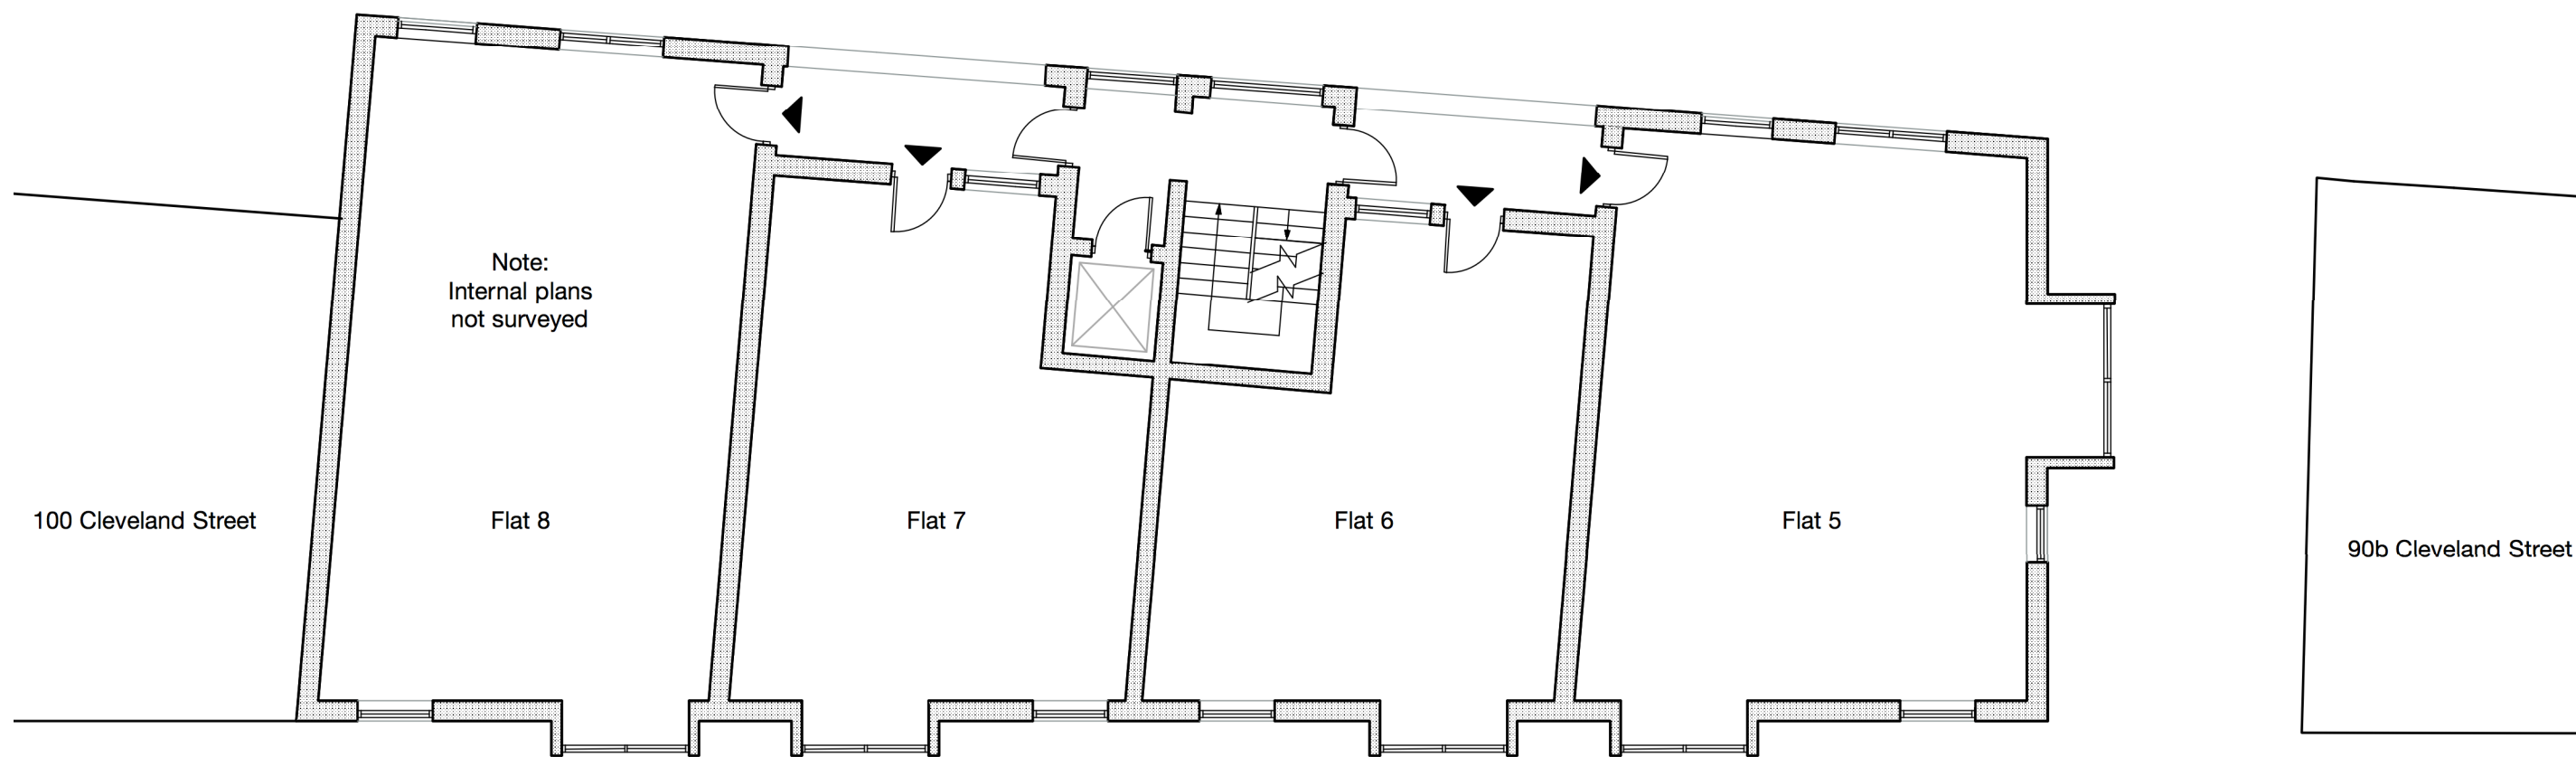 Note:
Internal plans
not surveyed
100 Cleveland Street
Flat 8
Flat 7
Flat 6
Flat 5
90b Cleveland Street